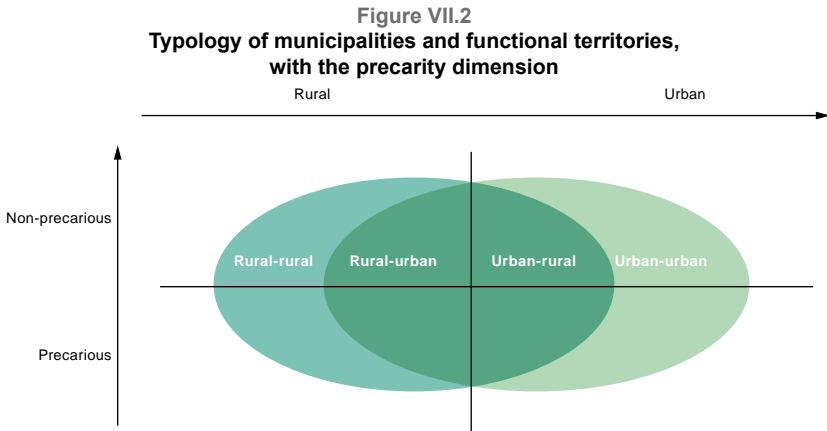 Figure VII.2
Typology of municipalities and functional territories,
with the precarity dimension
Rural
Urban
Non-precarious
Rural-rural
Rural-urban
Urban-rural
Urban-urban
Precarious